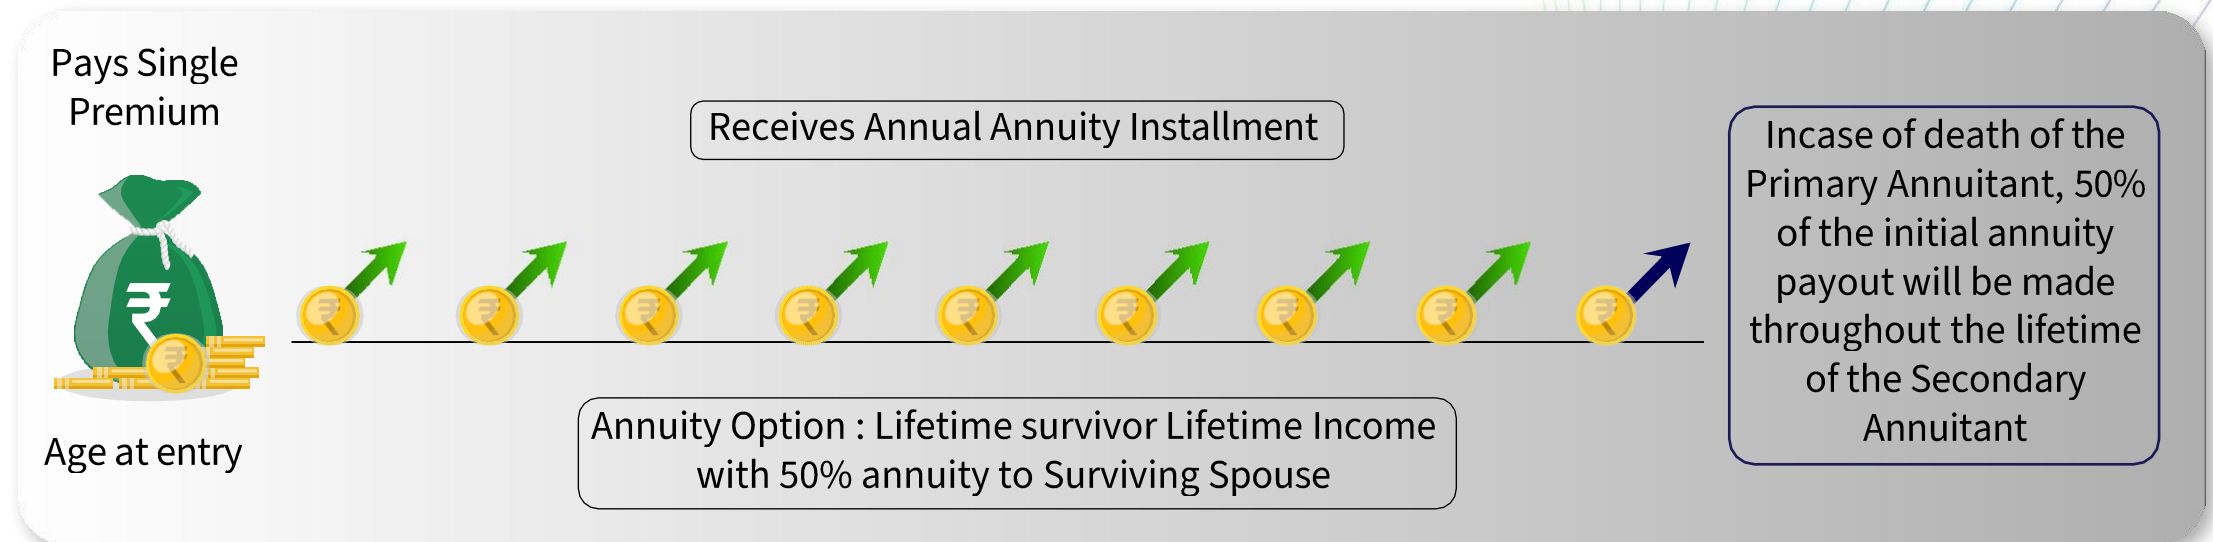 Pays Single
Premium
Age at entry
Receives Annual Annuity Installment
Annuity Option : Lifetime survivor Lifetime Income
with 50% annuity to Surviving Spouse
Incase of death of the
Primary Annuitant, 50%
of the initial annuity
payout will be made
throughout the lifetime
of the Secondary
Annuitant